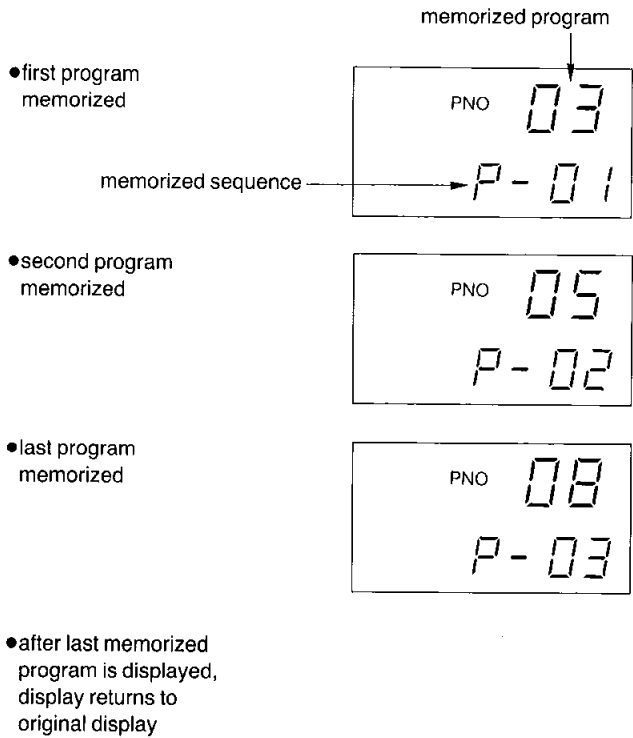 memorized program
●first program
memorized
PNO 03
memorized sequence
P-01
●second program
memorized
PNO 05
P-02
●last program
memorized
PNO 08
P-03
●after last memorized
program is displayed,
display returns to
original display